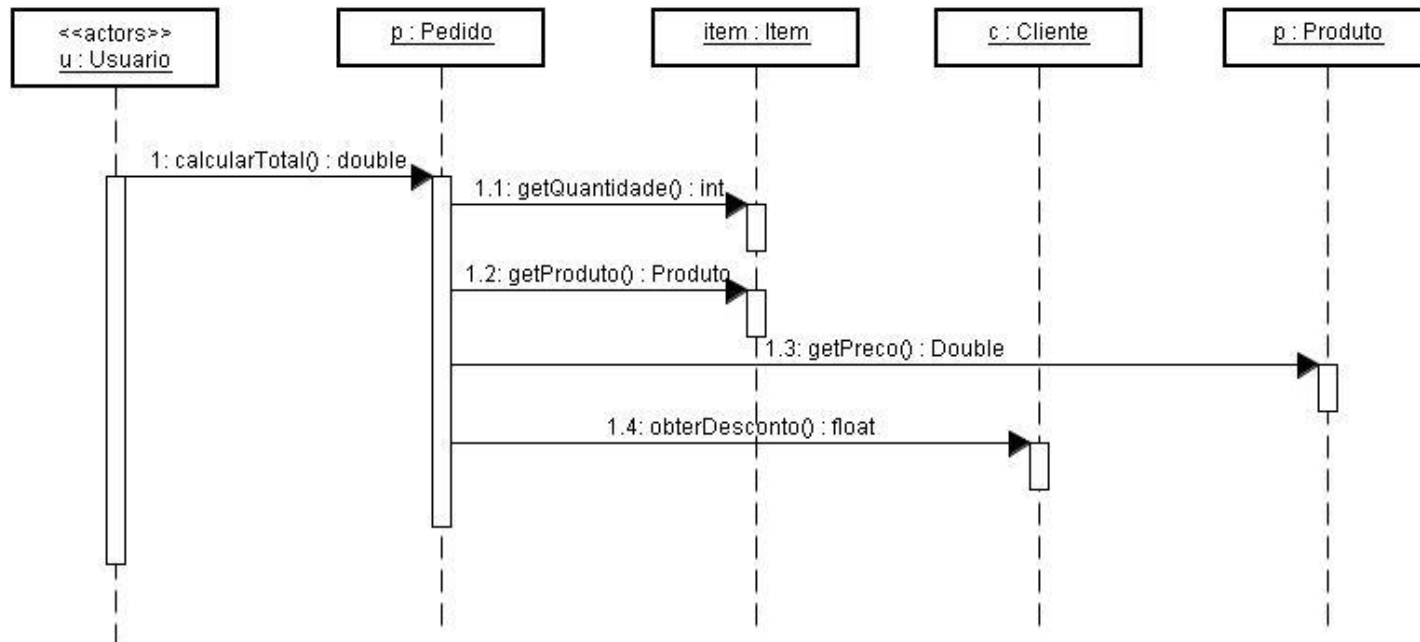 <<actors>>
u : Usuario
p : Pedido
item : Item
c : Cliente
p : Produto
1: calcularTotal() : double
1.1: getQuantidade() : int
1.2: getProduto() : Produto
1.3: getPreco() : Double
1.4: obterDesconto() : float